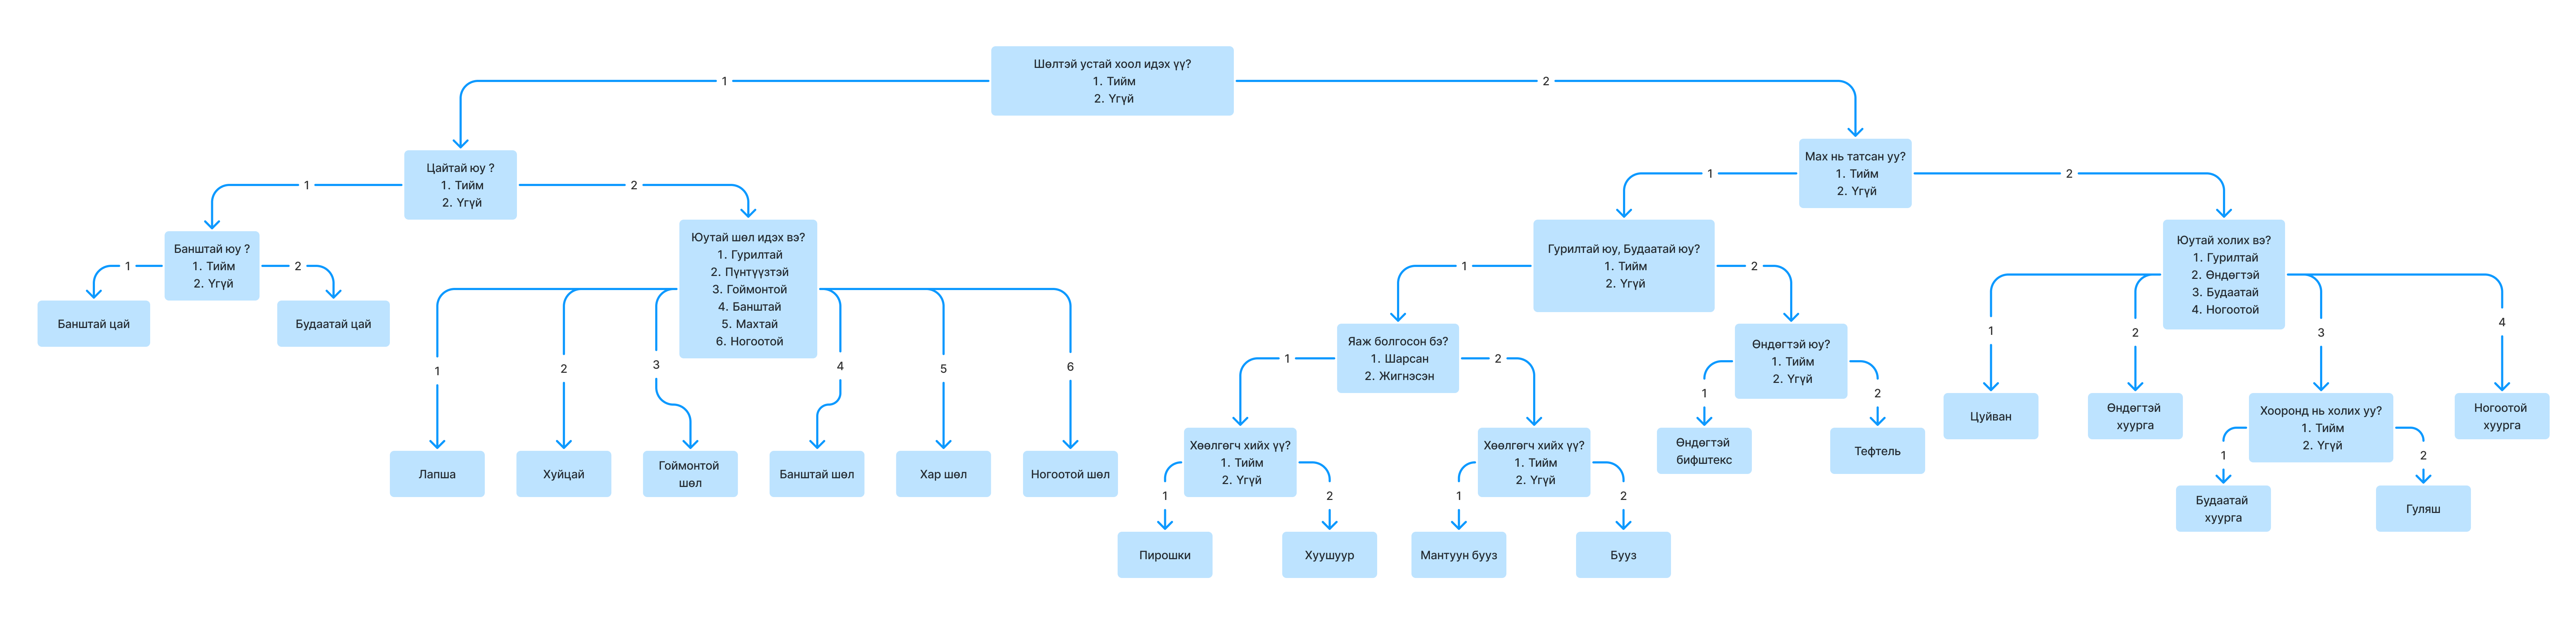 Шөлтэй устай хоол идэх үү?
1. Тийм
2. Үгүй
1
2
Цайтай юу ?
1. Тийм
2. Үгүй
Мах нь татсан уу?
1. Тийм
2. Үгүй
1
2
1
2
Банштай юу ?
1. Тийм
2. Үгүй
Юутай шөл идэх вэ?
1. Гурилтай
2. Пүнтүүзтэй
3. Гоймонтой
4. Банштай
5. Махтай
6. Ногоотой
Гурилтай юу, Будаатай юу?
1. Тийм
2. Үгүй
Юутай холих вэ?
1. Гурилтай
2. Өндөгтэй
3. Будаатай
4. Ногоотой
1
2
1
2
Банштай цай
Будаатай цай
1
2
3
4
5
6
Яаж болгосон бэ?
1. Шарсан
2. Жигнэсэн
Өндөгтэй юу?
1. Тийм
2. Үгүй
1
2
3
4
1
2
1
2
Лапша
Хуйцай
Гоймонтой
шөл
Банштай шөл
Хар шөл
Ногоотой шөл
Хөөлгөгч хийх үү?
1. Тийм
2. Үгүй
Хөөлгөгч хийх үү?
1. Тийм
2. Үгүй
Өндөгтэй
бифштекс
Тефтель
Цуйван
Өндөгтэй
хуурга
Хооронд нь холих уу?
1. Тийм
2. Үгүй
Ногоотой
хуурга
1
2
1
2
1
2
Пирошки
Хуушуур
Мантуун бууз
Бууз
Будаатай
хуурга
Гуляш